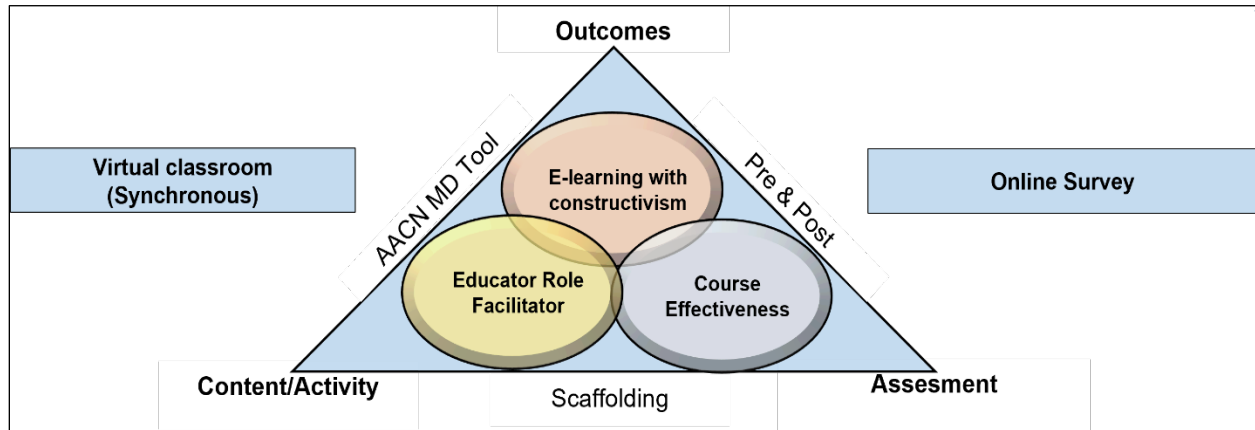 Outcomes
Virtual classroom
(Synchronous)
AACN MD Tool
E-learning with
constructivism
Pre & Post
Online Survey
Educator Role
Facilitator
Course
Effectiveness
Content/Activity
Scaffolding
Assesment